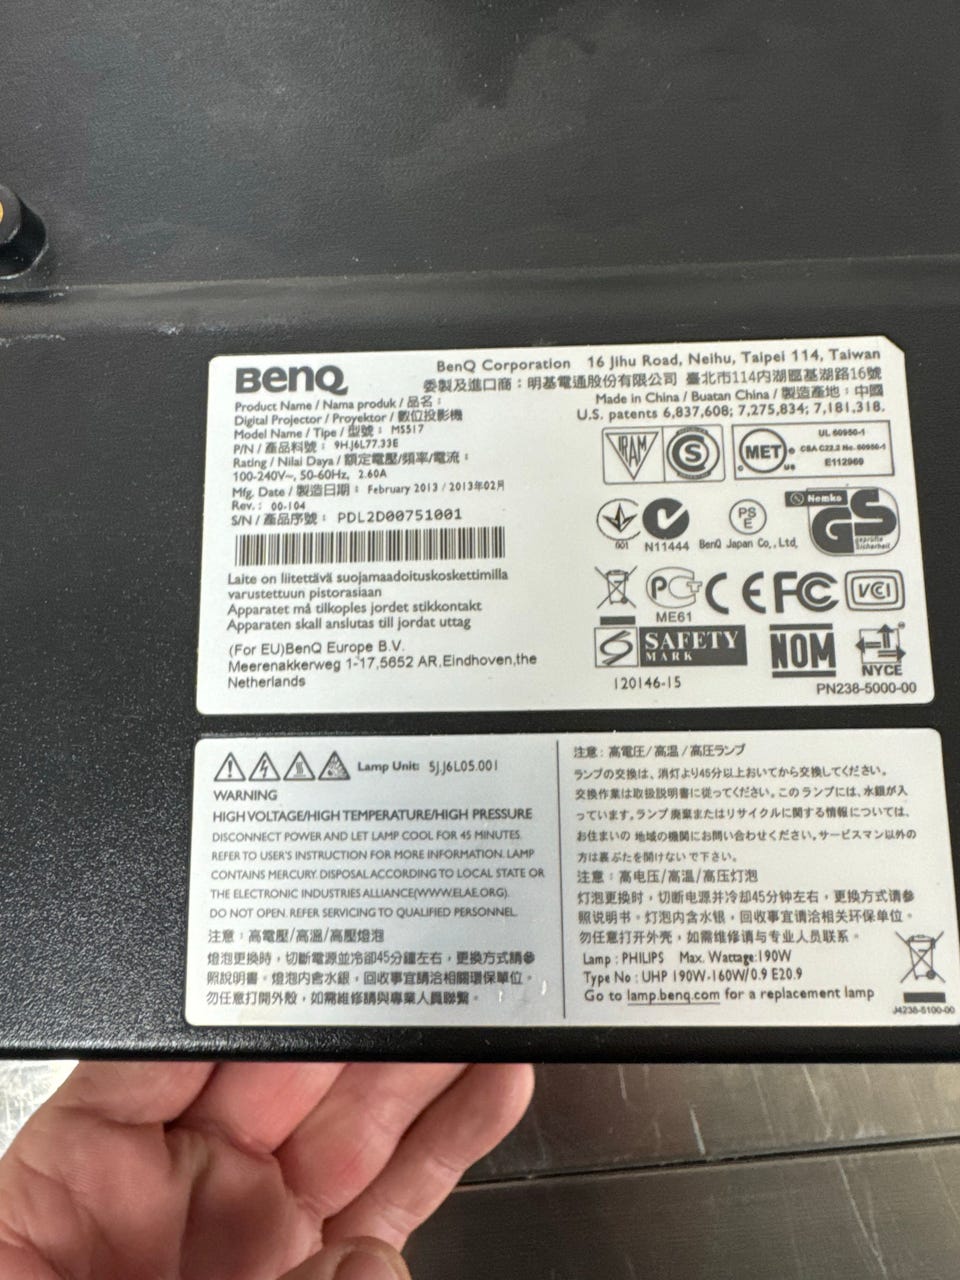 BenQ
BenQ Corporation 16 Jihu Road, Neihu, Taipei 114, Taiwan
委製及進口商：明基電通股份有限公司 臺北市114內湖區基湖路16號
Made in China / Buatan China / 製造產地：中國
U.S. patents 6,837,608; 7,275,834; 7,181,318.
Product Name / Nama produk / 品名：
Digital Projector / Proyektor / 數位投影機
Model Name / Tipe / 型號： MS517
P/N / 產品料號： 9H.J6L77.33E
Rating / Nilai Daya / 額定電壓/頻率/電流：
100-240V~, 50-60Hz, 2.60A
Mfg. Date / 製造日期： February 2013 / 2013年02月
Rev.： 00-104
S/N / 產品序號： PDL2D00751001
Laite on liitettävä suojamaadoituskoskettimilla
varustettuun pistorasiaan
Apparatet må tilkoples jordet stikkontakt
Apparaten skall anslutas till jordat uttag
(For EU)BenQ Europe B.V.
Meerenakkerweg 1-17,5652 AR,Eindhoven,the
Netherlands
IRAM
S
MET
c us
UL 60950-1
CSA C22.2 No. 60950-1
E112969
001
N11444
PS
E
BenQ Japan Co., Ltd.
Nemko
GS
geprüfte
Sicherheit
PCT
ME61
CE
FCC
VCCI
S
SAFETY
MARK
120146-15
NOM
NYCE
PN238-5000-00
Lamp Unit: 5J.J6L05.001
WARNING
HIGH VOLTAGE/HIGH TEMPERATURE/HIGH PRESSURE
DISCONNECT POWER AND LET LAMP COOL FOR 45 MINUTES.
REFER TO USER'S INSTRUCTION FOR MORE INFORMATION. LAMP
CONTAINS MERCURY. DISPOSAL ACCORDING TO LOCAL STATE OR
THE ELECTRONIC INDUSTRIES ALLIANCE(WWW.ELAE.ORG).
DO NOT OPEN. REFER SERVICING TO QUALIFIED PERSONNEL.
注意：高電壓/高溫/高壓燈泡
燈泡更換時，切斷電源並冷卻45分鐘左右，更換方式請參
照說明書。燈泡內含水銀，回收事宜請洽相關環保單位。
勿任意打開外殼，如需維修請與專業人員聯繫。
注意：高電圧/高温/高圧ランプ
ランプの交換は、消灯より45分以上おいてから交換してください。
交換作業は取扱説明書に従ってください。このランプには、水銀が入
っています。ランプ廃棄またはリサイクルに関する情報については、
お住まいの 地域の機関にお問い合わせください。サービスマン以外の
方は裏ぶたを開けないで下さい。
注意：高电压/高温/高压灯泡
灯泡更换时，切断电源并冷却45分钟左右，更换方式请参
照说明书。灯泡内含水银，回收事宜请洽相关环保单位。
勿任意打开外壳，如需维修请与专业人员联系。
Lamp : PHILIPS Max. Wattage:190W
Type No : UHP 190W-160W/0.9 E20.9
Go to lamp.benq.com for a replacement lamp
J4238-5100-00